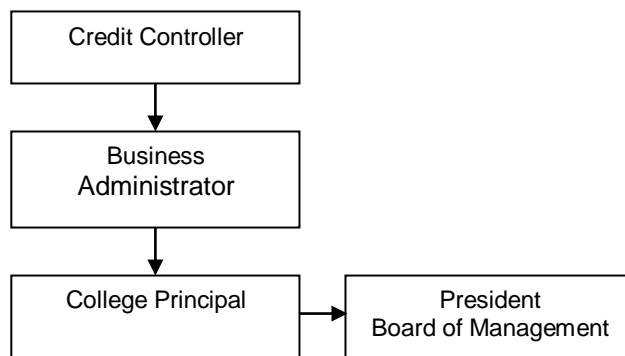 Credit Controller
Business
Administrator
College Principal
President
Board of Management